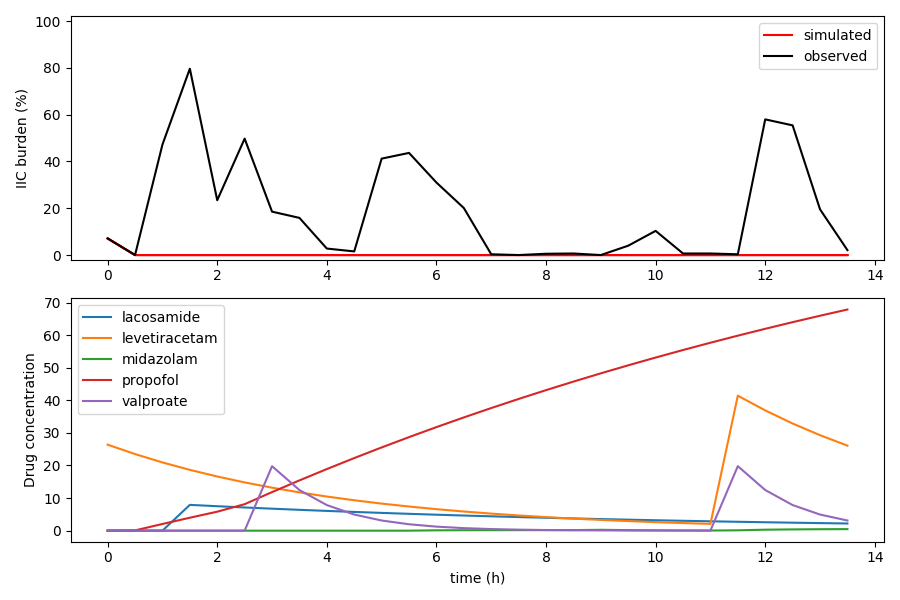 100
80
60
40
20
0
IIC burden (%)
simulated
observed
0 2 4 6 8 10 12 14
70
60
50
40
30
20
10
0
Drug concentration
lacosamide
levetiracetam
midazolam
propofol
valproate
0 2 4 6 8 10 12 14
time (h)